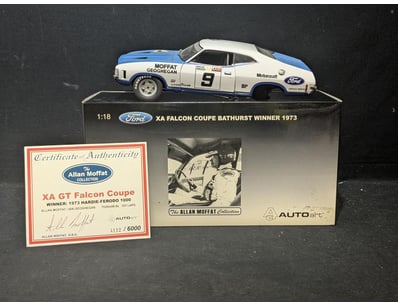 MOFFAT
GEOGHEGAN
9
Motorcraft
Ford
1:18
Ford
XA FALCON COUPE BATHURST WINNER 1973
Certificate of Authenticity
The
Allan Moffat
COLLECTION
XA GT Falcon Coupe
WINNER: 1973 HARDIE-FERODO 1000
AUTOart
/ 6000
The ALLAN MOFFAT Collection
AUTOart